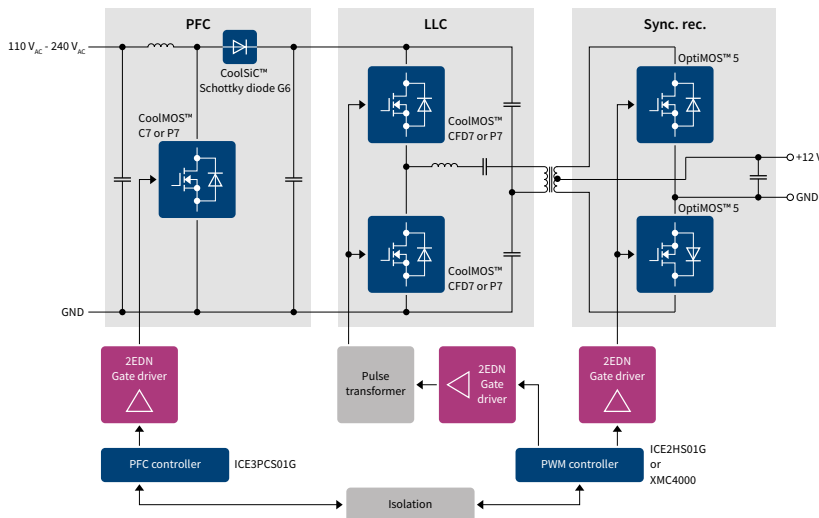 PFC
LLC
Sync. rec.
110 V_AC - 240 V_AC
CoolSiC™
Schottky diode G6
CoolMOS™
C7 or P7
CoolMOS™
CFD7 or P7
CoolMOS™
CFD7 or P7
OptiMOS™ 5
OptiMOS™ 5
+12 V
GND
GND
2EDN
Gate driver
Pulse
transformer
2EDN
Gate
driver
2EDN
Gate driver
PFC controller
ICE3PCS01G
PWM controller
ICE2HS01G
or
XMC4000
Isolation